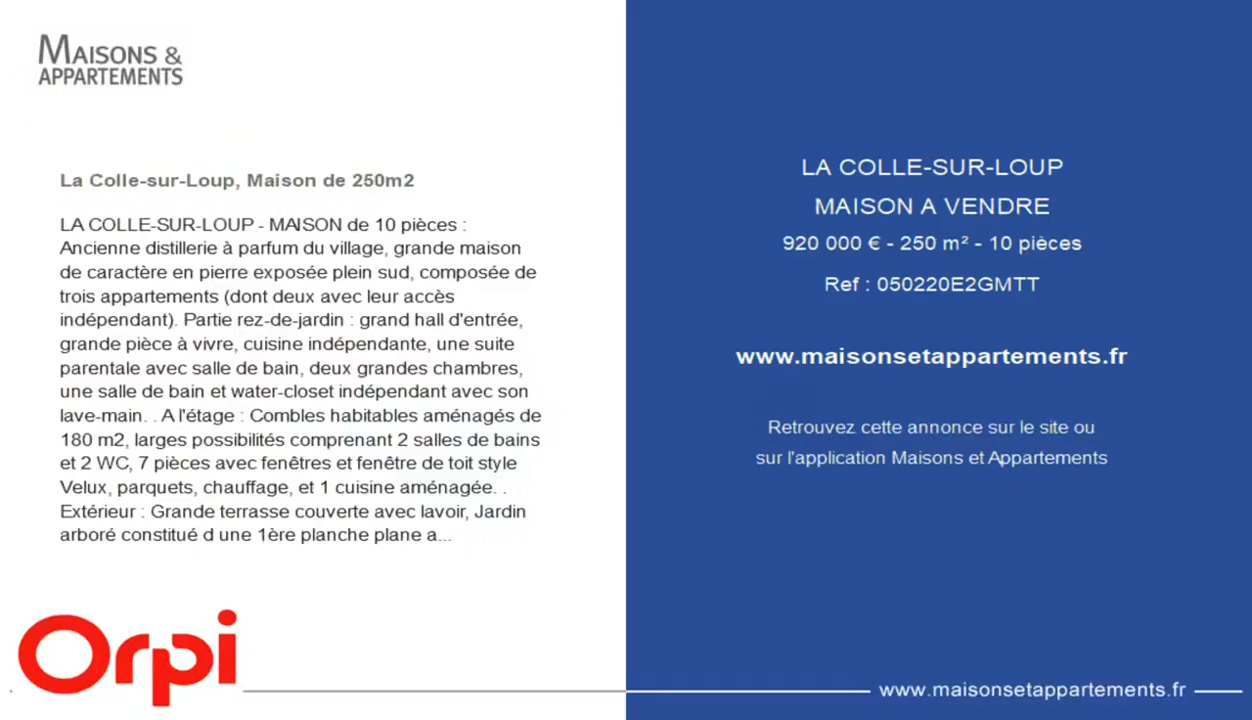 MAISONS &
APPARTEMENTS
La Colle-sur-Loup, Maison de 250m2
LA COLLE-SUR-LOUP - MAISON de 10 pièces :
Ancienne distillerie à parfum du village, grande maison
de caractère en pierre exposée plein sud, composée de
trois appartements (dont deux avec leur accès
indépendant). Partie rez-de-jardin : grand hall d'entrée,
grande pièce à vivre, cuisine indépendante, une suite
parentale avec salle de bain, deux grandes chambres,
une salle de bain et water-closet indépendant avec son
lave-main. . A l'étage : Combles habitables aménagés de
180 m2, larges possibilités comprenant 2 salles de bains
et 2 WC, 7 pièces avec fenêtres et fenêtre de toit style
Velux, parquets, chauffage, et 1 cuisine aménagée. .
Extérieur : Grande terrasse couverte avec lavoir, Jardin
arboré constitué d une 1ère planche plane a...
Orpi
LA COLLE-SUR-LOUP
MAISON A VENDRE
920 000 € - 250 m² - 10 pièces
Ref : 050220E2GMTT
www.maisonsetappartements.fr
Retrouvez cette annonce sur le site ou
sur l'application Maisons et Appartements
www.maisonsetappartements.fr